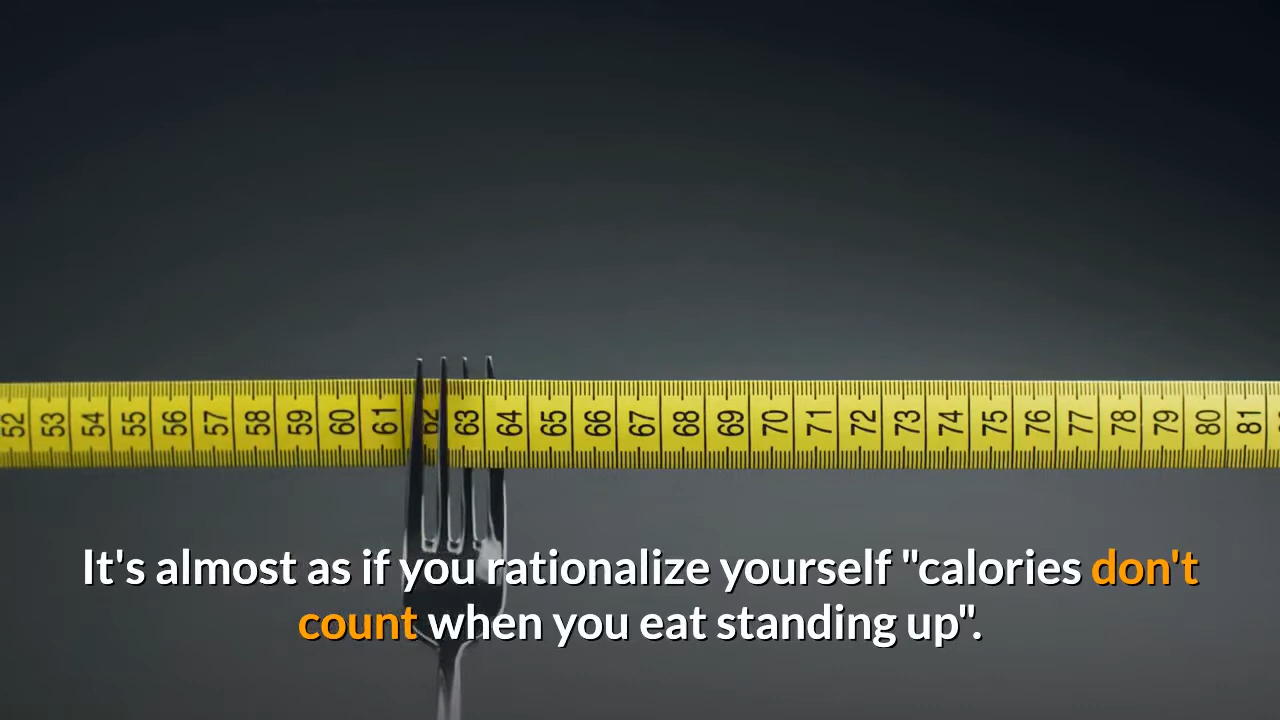 52 53 54 55 56 57 58 59 60 61 62 63 64 65 66 67 68 69 70 71 72 73 74 75 76 77 78 79 80 81
It's almost as if you rationalize yourself "calories don't
count when you eat standing up".